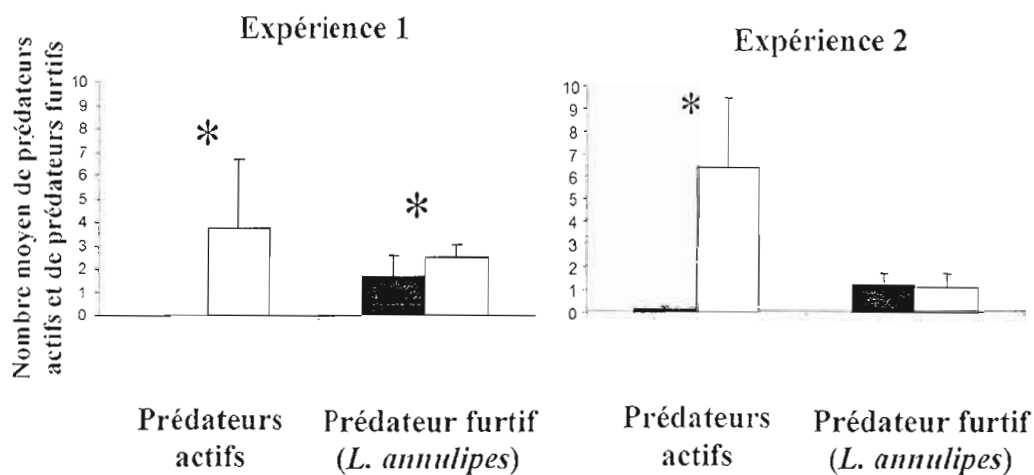 Expérience 1
Expérience 2
Nombre moyen de prédateurs
actifs et de prédateurs furtifs
10
9
8
7
6
5
4
3
2
1
0
*
*
10
9
8
7
6
5
4
3
2
1
0
*
Prédateurs
actifs
Prédateur furtif
(L. annulipes)
Prédateurs
actifs
Prédateur furtif
(L. annulipes)